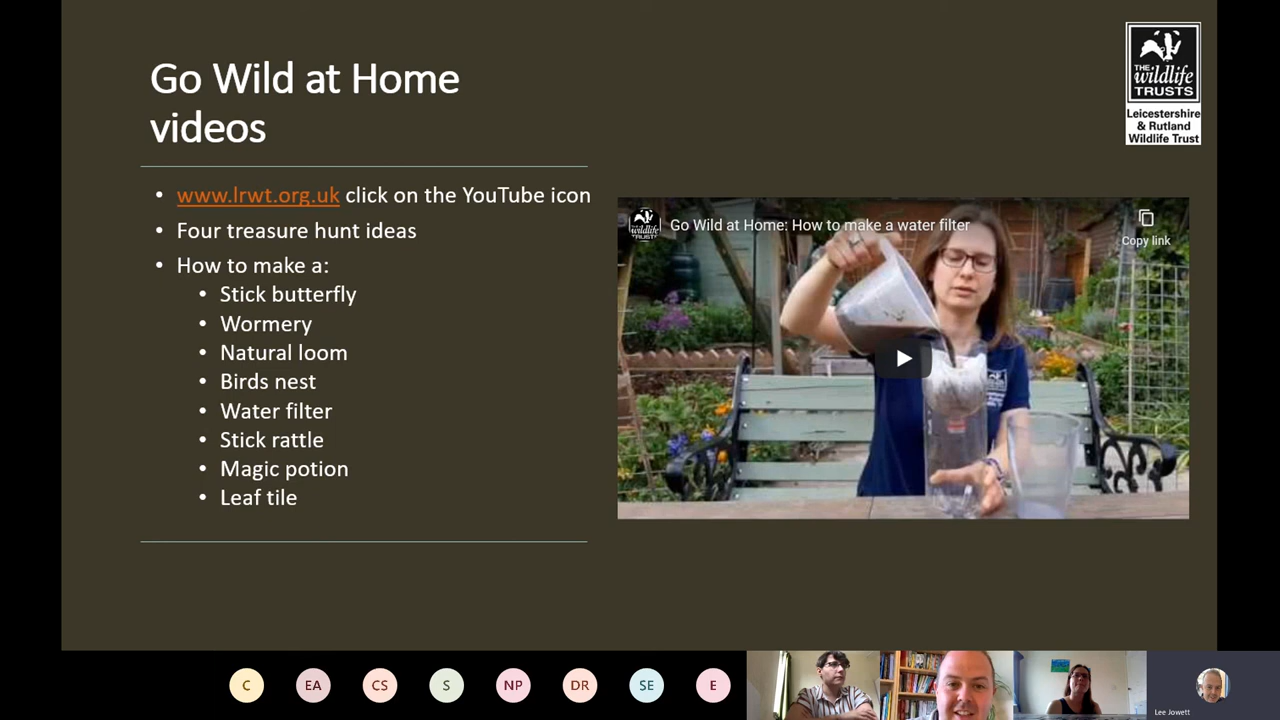 Go Wild at Home
videos
THE
wildlife
TRUSTS
Leicestershire
& Rutland
Wildlife Trust
• www.lrwt.org.uk click on the YouTube icon
• Four treasure hunt ideas
• How to make a:
• Stick butterfly
• Wormery
• Natural loom
• Birds nest
• Water filter
• Stick rattle
• Magic potion
• Leaf tile
wildlife
TRUSTS
Go Wild at Home: How to make a water filter
Copy link
C
EA
CS
S
NP
DR
SE
E
Lee Jowett